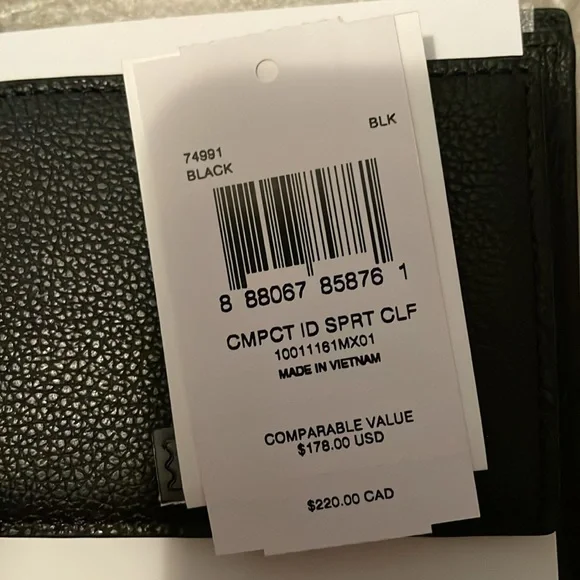 BLK
74991
BLACK
8 88067 85876 1
CMPCT ID SPRT CLF
10011161MX01
MADE IN VIETNAM
COMPARABLE VALUE
$178.00 USD
$220.00 CAD